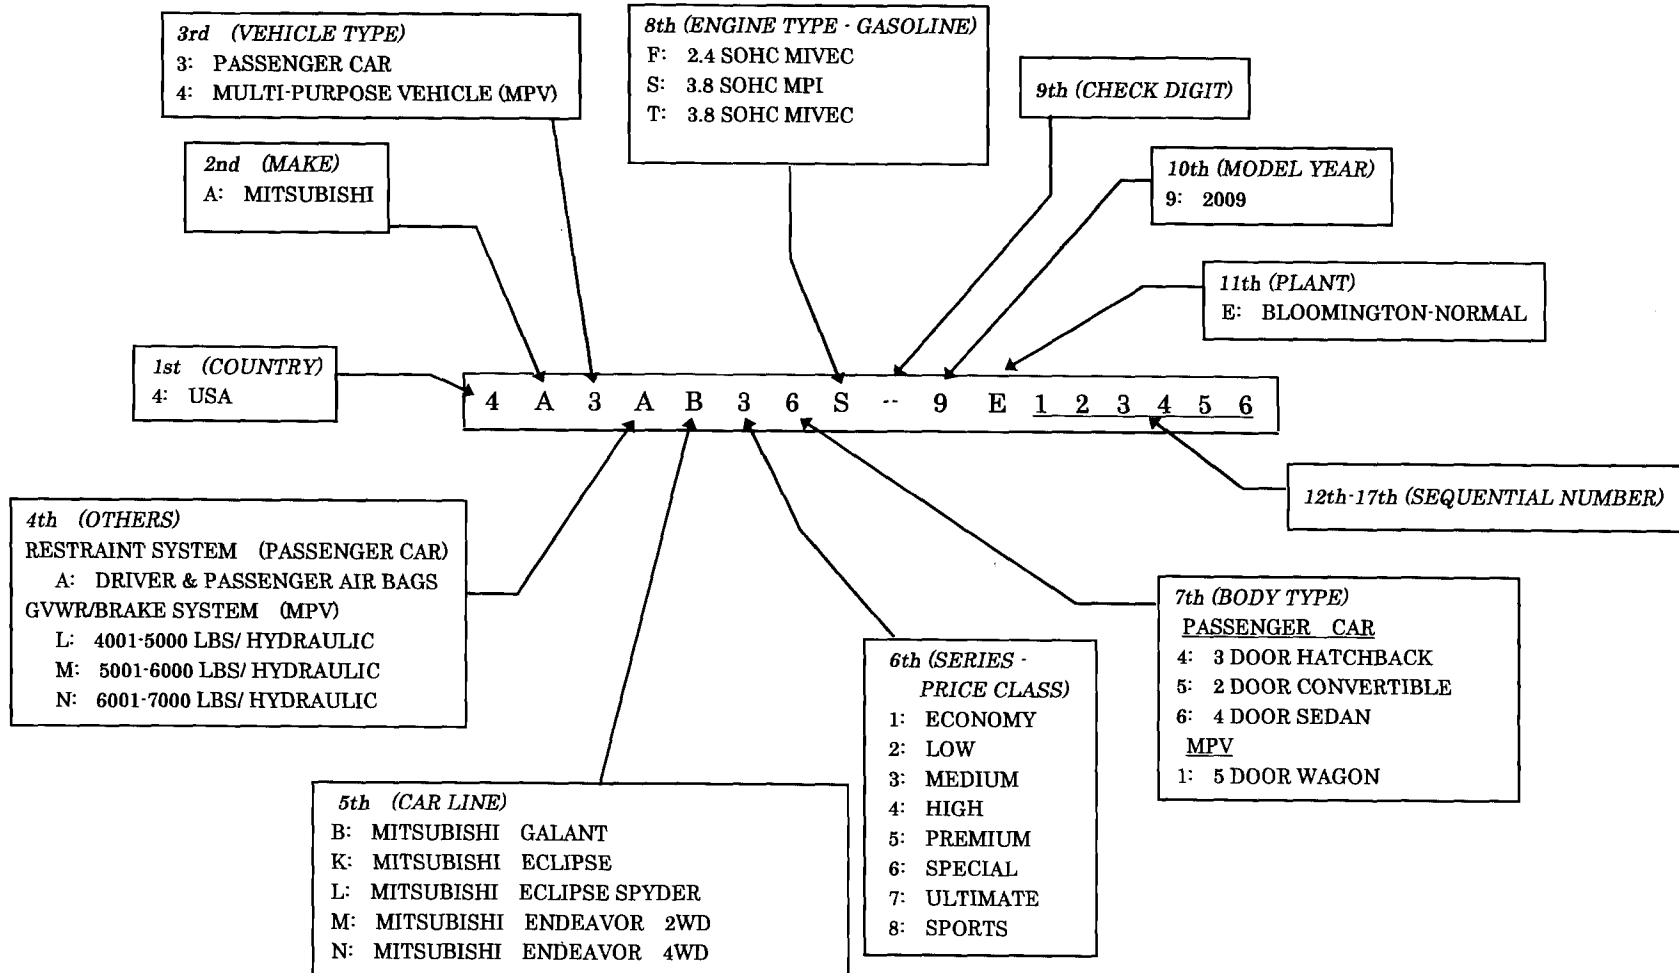 3rd (VEHICLE TYPE)
3: PASSENGER CAR
4: MULTI-PURPOSE VEHICLE (MPV)
8th (ENGINE TYPE - GASOLINE)
F: 2.4 SOHC MIVEC
S: 3.8 SOHC MPI
T: 3.8 SOHC MIVEC
9th (CHECK DIGIT)
2nd (MAKE)
A: MITSUBISHI
10th (MODEL YEAR)
9: 2009
11th (PLANT)
E: BLOOMINGTON-NORMAL
1st (COUNTRY)
4: USA
4 A 3 A B 3 6 S -- 9 E 1 2 3 4 5 6
12th-17th (SEQUENTIAL NUMBER)
4th (OTHERS)
RESTRAINT SYSTEM (PASSENGER CAR)
A: DRIVER & PASSENGER AIR BAGS
GVWR/BRAKE SYSTEM (MPV)
L: 4001-5000 LBS/ HYDRAULIC
M: 5001-6000 LBS/ HYDRAULIC
N: 6001-7000 LBS/ HYDRAULIC
5th (CAR LINE)
B: MITSUBISHI GALANT
K: MITSUBISHI ECLIPSE
L: MITSUBISHI ECLIPSE SPYDER
M: MITSUBISHI ENDEAVOR 2WD
N: MITSUBISHI ENDEAVOR 4WD
6th (SERIES -
PRICE CLASS)
1: ECONOMY
2: LOW
3: MEDIUM
4: HIGH
5: PREMIUM
6: SPECIAL
7: ULTIMATE
8: SPORTS
7th (BODY TYPE)
PASSENGER CAR
4: 3 DOOR HATCHBACK
5: 2 DOOR CONVERTIBLE
6: 4 DOOR SEDAN
MPV
1: 5 DOOR WAGON